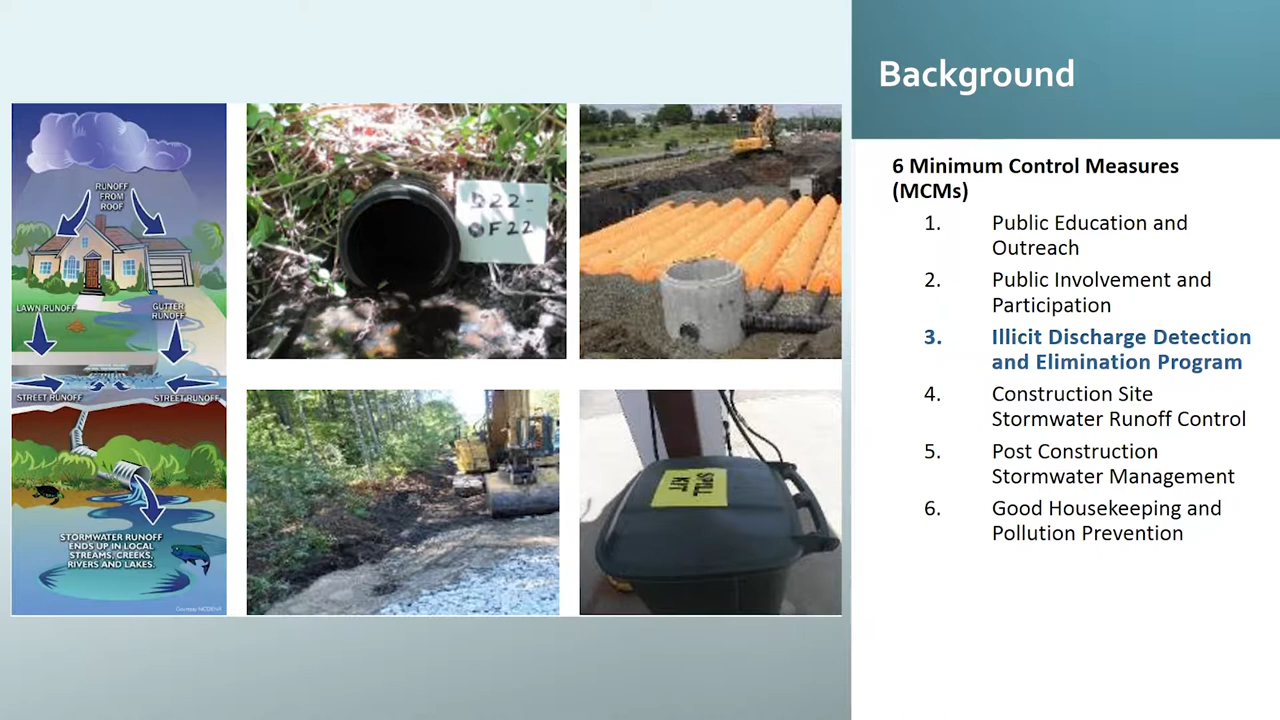 Background
6 Minimum Control Measures
(MCMs)
1. Public Education and
Outreach
2. Public Involvement and
Participation
3. Illicit Discharge Detection
and Elimination Program
4. Construction Site
Stormwater Runoff Control
5. Post Construction
Stormwater Management
6. Good Housekeeping and
Pollution Prevention
RUNOFF
FROM
ROOF
LAWN RUNOFF
GUTTER
RUNOFF
STREET RUNOFF
STREET RUNOFF
STORMWATER RUNOFF
ENDS UP IN LOCAL
STREAMS, CREEKS,
RIVERS AND LAKES.
Courtesy NCDENR
SPILL
KIT